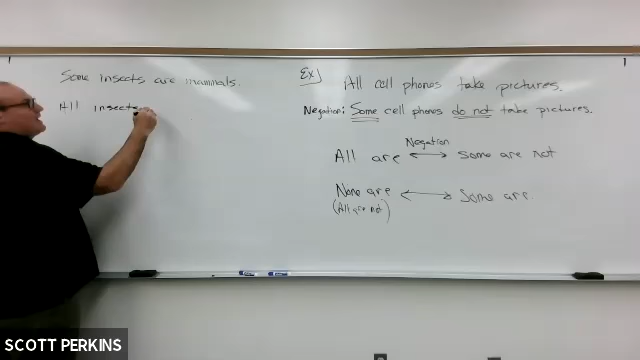 Some insects are mammals.
All insects
Ex)
All cell phones take pictures.
Negation: Some cell phones do not take pictures.
Negation
All are ⟷ some are not
None are ⟷ Some are
(All are not)
SCOTT PERKINS